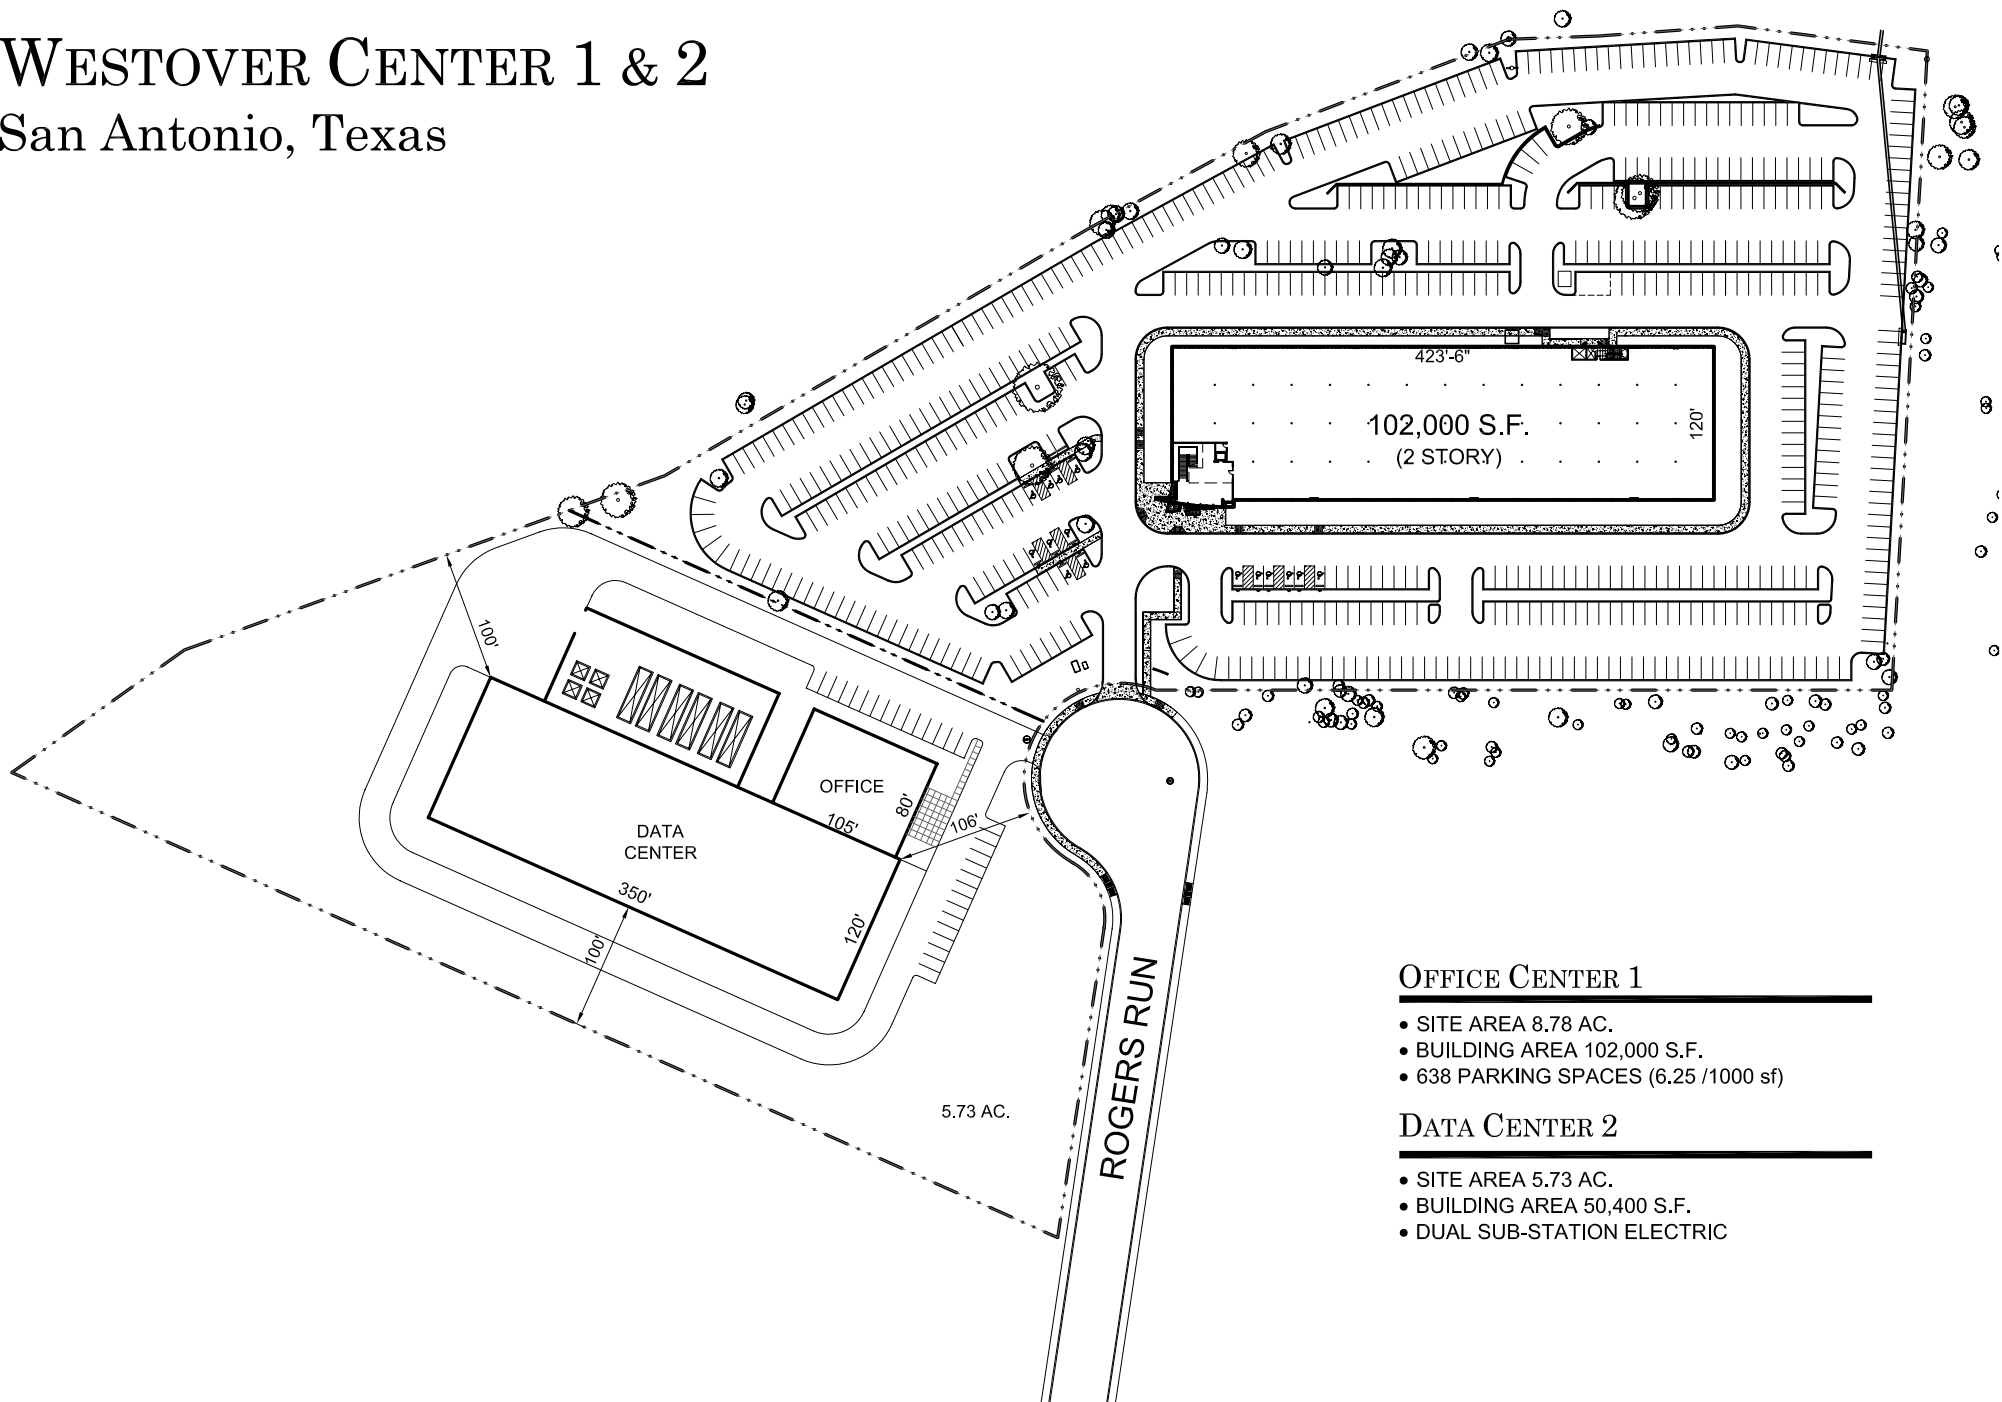 WESTOVER CENTER 1 & 2
San Antonio, Texas
423'-6"
102,000 S.F.
(2 STORY)
120'
100'
OFFICE
80'
105'
106'
DATA
CENTER
350'
120'
100'
5.73 AC.
ROGERS RUN
OFFICE CENTER 1
• SITE AREA 8.78 AC.
• BUILDING AREA 102,000 S.F.
• 638 PARKING SPACES (6.25 /1000 sf)
DATA CENTER 2
• SITE AREA 5.73 AC.
• BUILDING AREA 50,400 S.F.
• DUAL SUB-STATION ELECTRIC